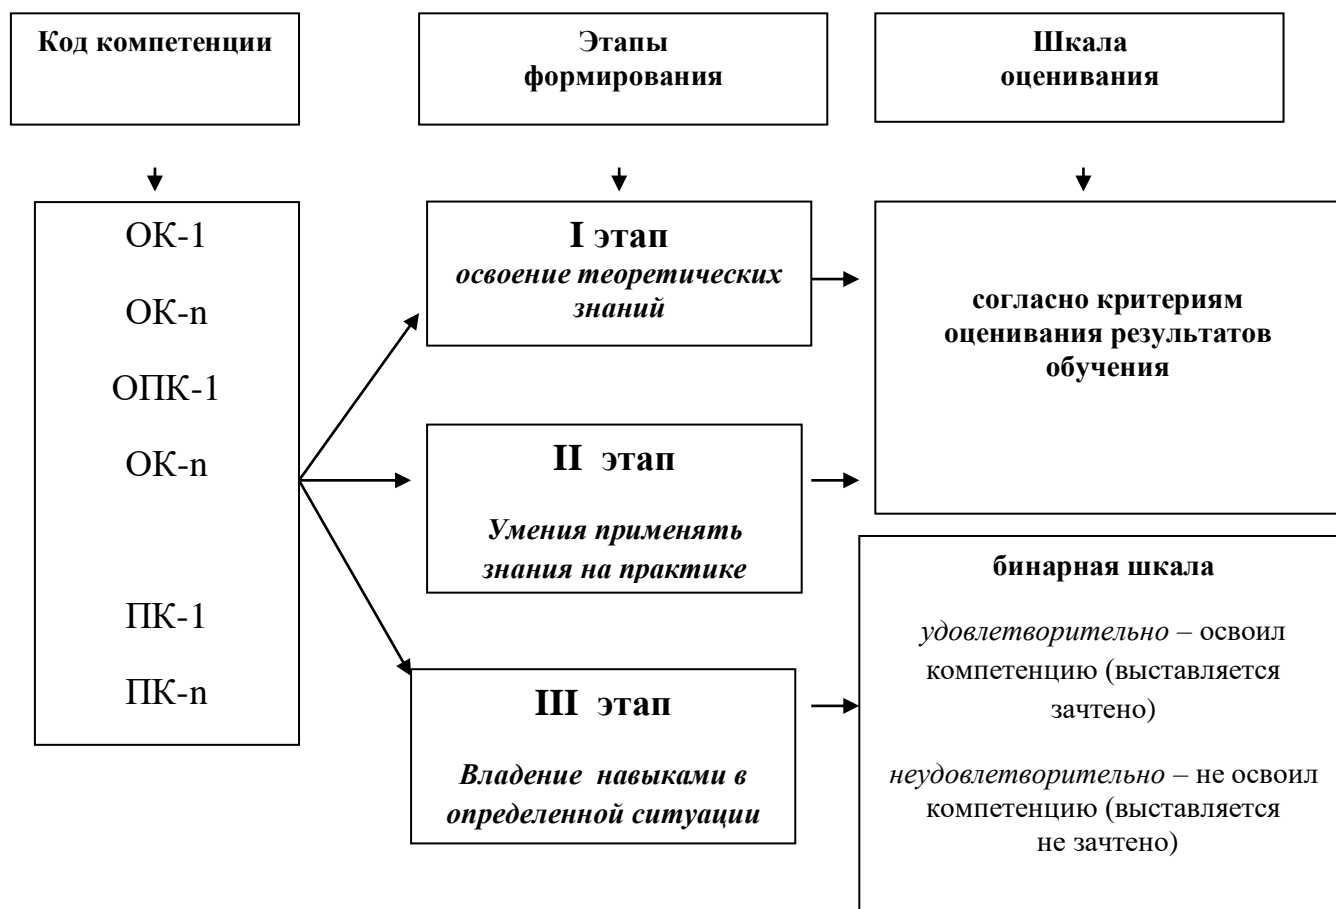 Код компетенции
Этапы
формирования
Шкала
оценивания
ОК-1
ОК-n
ОПК-1
ОК-n
ПК-1
ПК-n
I этап
освоение теоретических
знаний
II этап
Умения применять
знания на практике
III этап
Владение навыками в
определенной ситуации
согласно критериям
оценивания результатов
обучения
бинарная шкала
удовлетворительно – освоил
компетенцию (выставляется
зачтено)
неудовлетворительно – не освоил
компетенцию (выставляется
не зачтено)